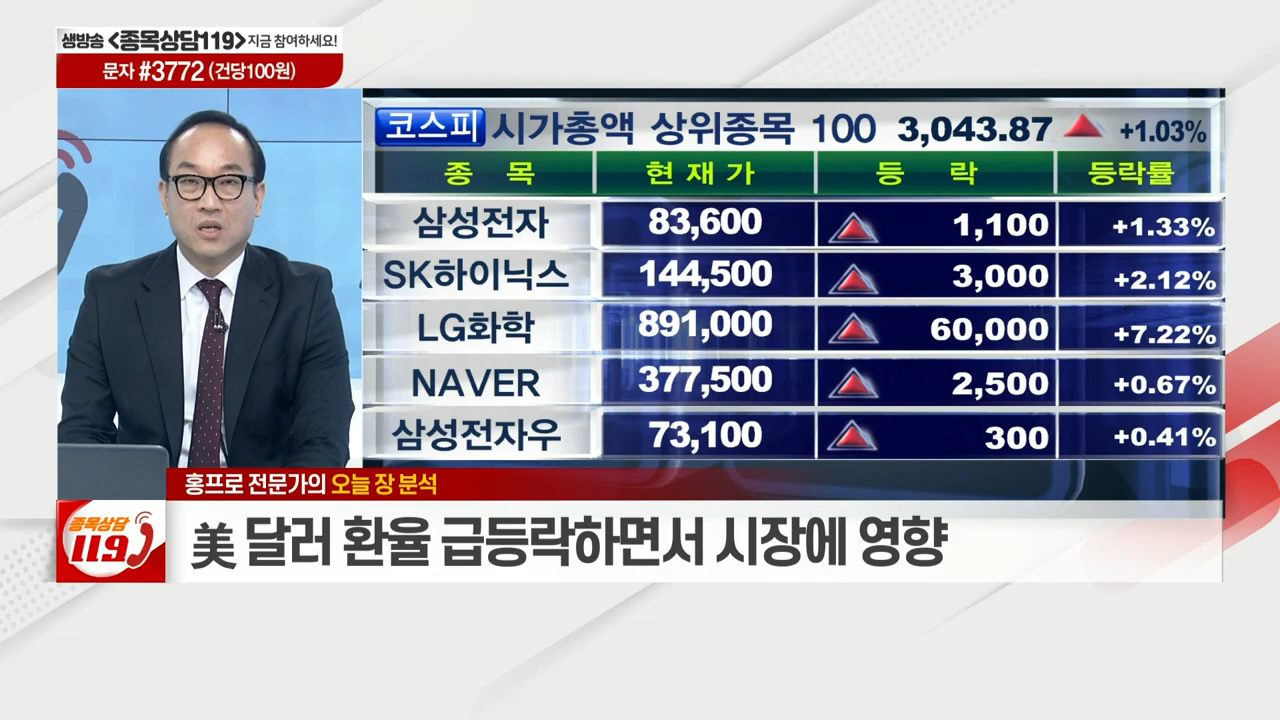 생방송 <종목상담119> 지금 참여하세요!
문자 #3772 (건당100원)
코스피 시가총액 상위종목 100 3,043.87 ▲ +1.03%
종 목 현 재 가 등 락 등락률
삼성전자 83,600 ▲ 1,100 +1.33%
SK하이닉스 144,500 ▲ 3,000 +2.12%
LG화학 891,000 ▲ 60,000 +7.22%
NAVER 377,500 ▲ 2,500 +0.67%
삼성전자우 73,100 ▲ 300 +0.41%
홍프로 전문가의 오늘 장 분석
종목상담
119
美 달러 환율 급등락하면서 시장에 영향